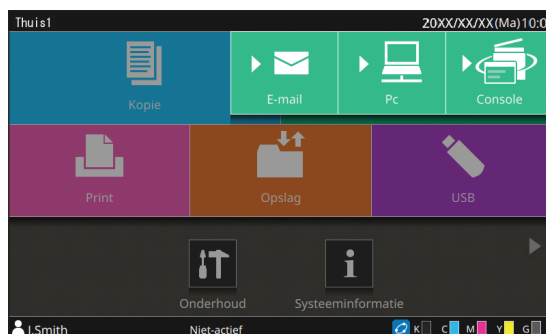 Thuis1 20XX/XX/XX(Ma)10:0
Kopie E-mail Pc Console
Print Opslag USB
Onderhoud Systeeminformatie
J.Smith Niet-actief K C M Y G